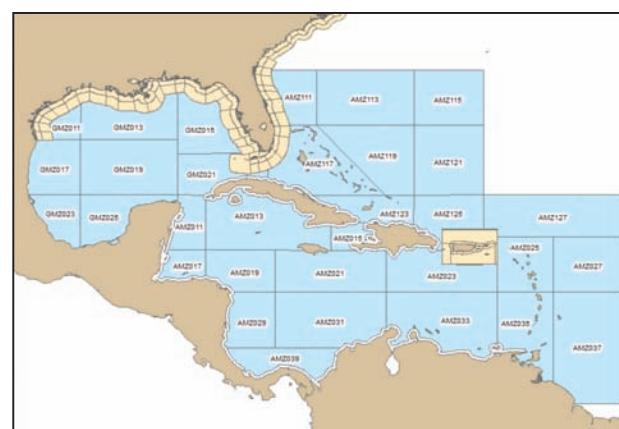 AMZ111 AMZ113 AMZ115
GMZ011 GMZ013 GMZ015
AMZ117 AMZ119 AMZ121
GMZ017 GMZ019 GMZ021
GMZ023 GMZ025 AMZ011 AMZ013 AMZ123 AMZ125 AMZ127
AMZ015 AMZ025
AMZ017 AMZ019 AMZ021 AMZ023 AMZ027
AMZ029 AMZ031 AMZ033 AMZ035 AMZ037
AMZ039